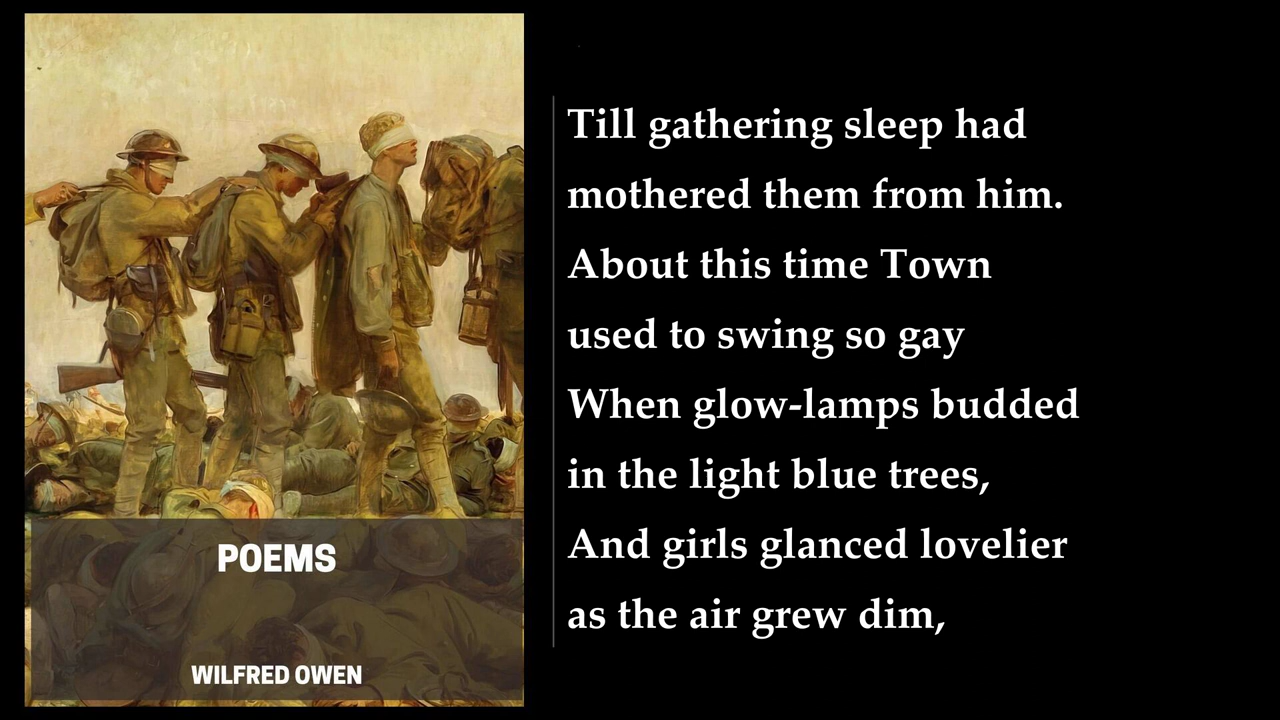 POEMS
WILFRED OWEN
Till gathering sleep had
mothered them from him.
About this time Town
used to swing so gay
When glow-lamps budded
in the light blue trees,
And girls glanced lovelier
as the air grew dim,